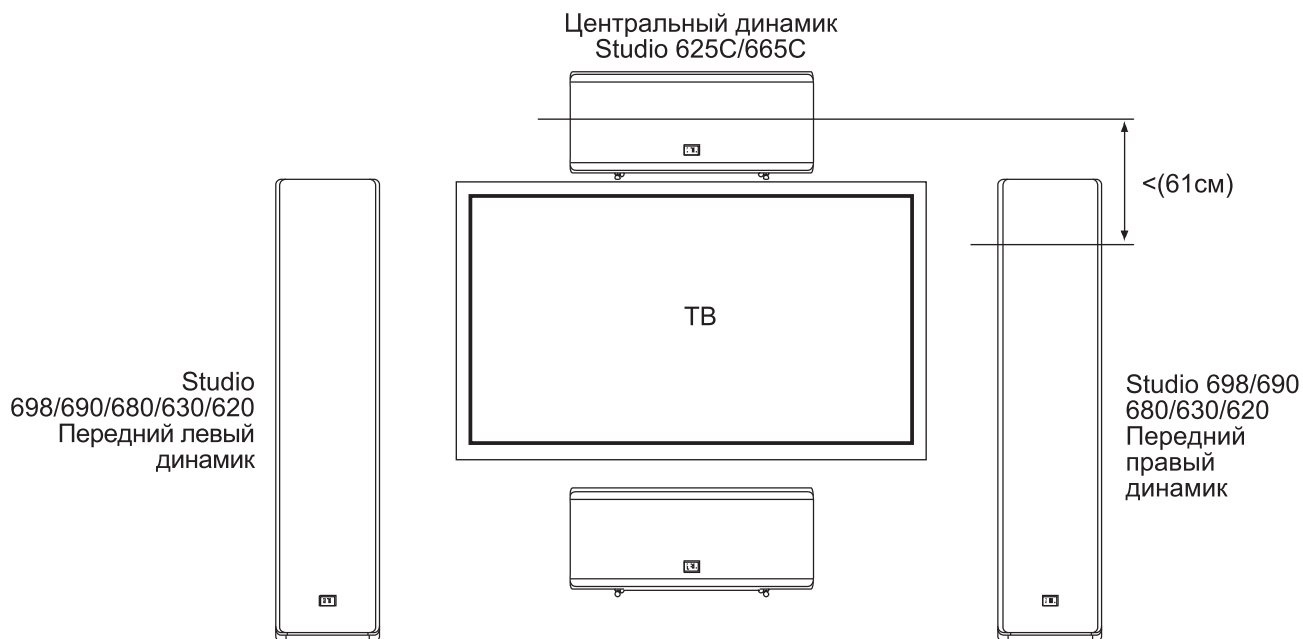 Центральный динамик
Studio 625C/665C
<(61см)
ТВ
Studio
698/690/680/630/620
Передний левый
динамик
Studio 698/690
680/630/620
Передний
правый
динамик